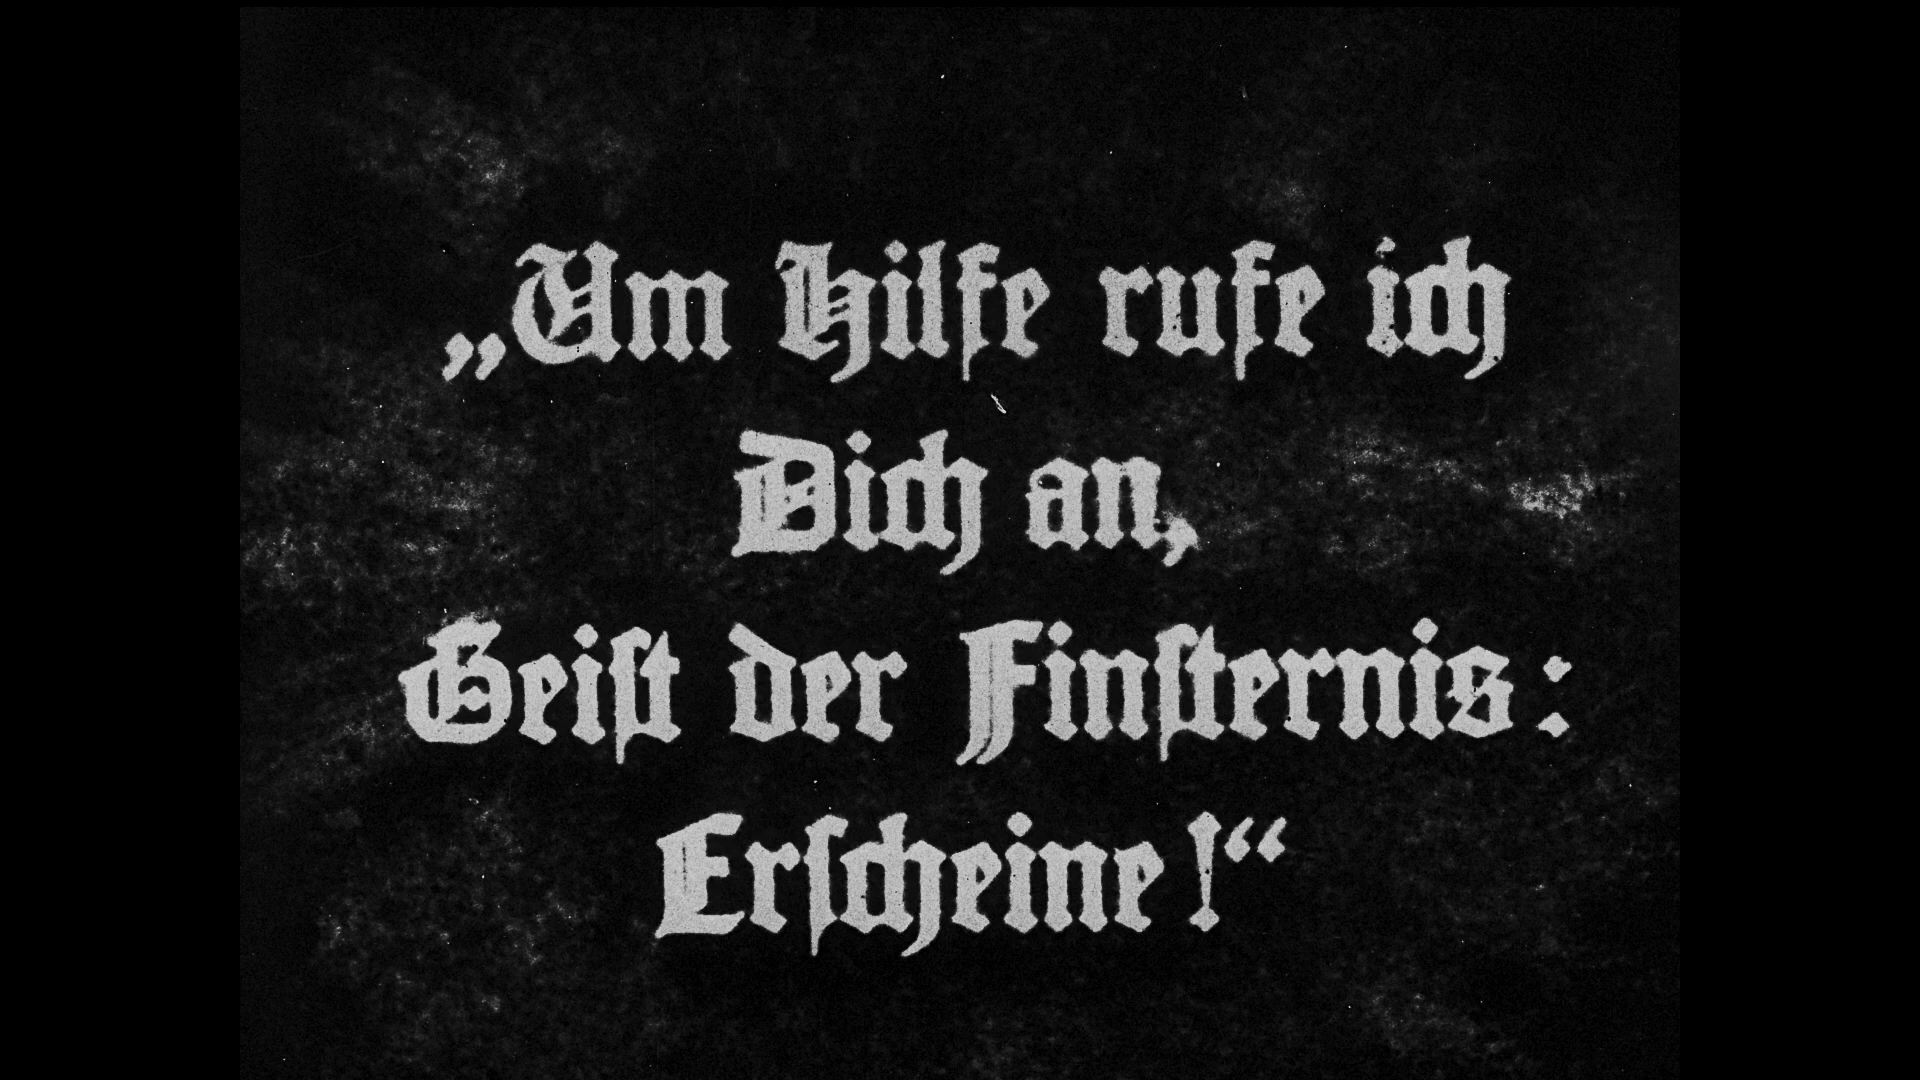 „Um Hilfe rufe ich
Dich an,
Geiſt der Finſternis:
Erſcheine!“